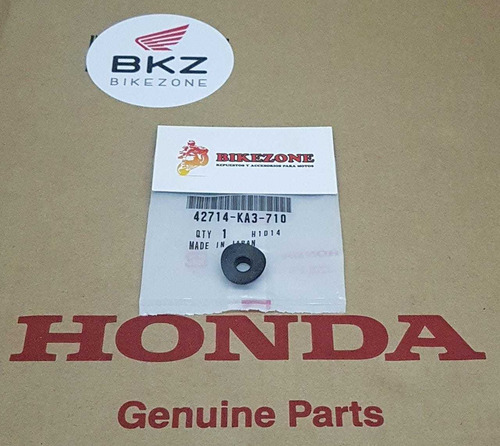 BKZ
BIKEZONE
BIKEZONE
REPUESTOS Y ACCESORIOS PARA MOTOS
42714-KA3-710
QTY 1 H1014
MADE IN JAPAN
HONDA
Genuine Parts